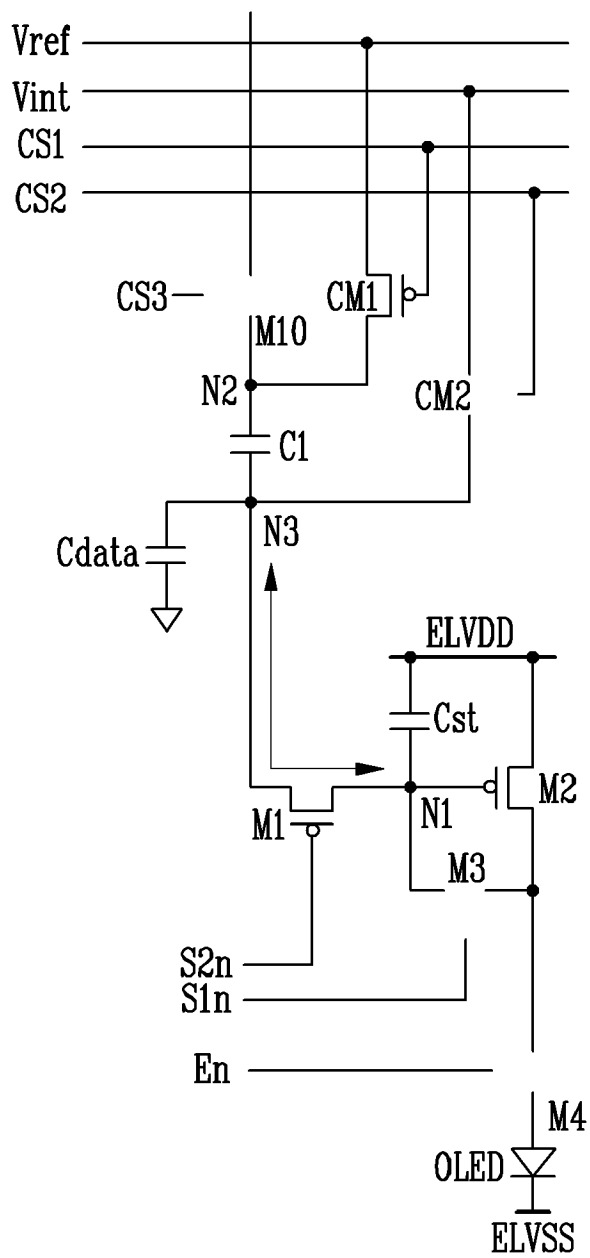 Vref
Vint
CS1
CS2
CS3
CM1
M10
N2
CM2
C1
N3
Cdata
ELVDD
Cst
M2
M1
N1
M3
S2n
S1n
En
M4
OLED
ELVSS